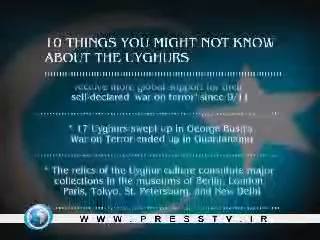 10 THINGS YOU MIGHT NOT KNOW
ABOUT THE UYGHURS
receive more global support for their
self-declared 'war on terror' since 9/11
* 17 Uyghurs swept up in George Bush's
War on Terror ended up in Guantanamo
* The relics of the Uyghur culture constitute major
collections in the museums of Berlin, London,
Paris, Tokyo, St. Petersburg, and New Delhi
WWW.PRESSTV.IR